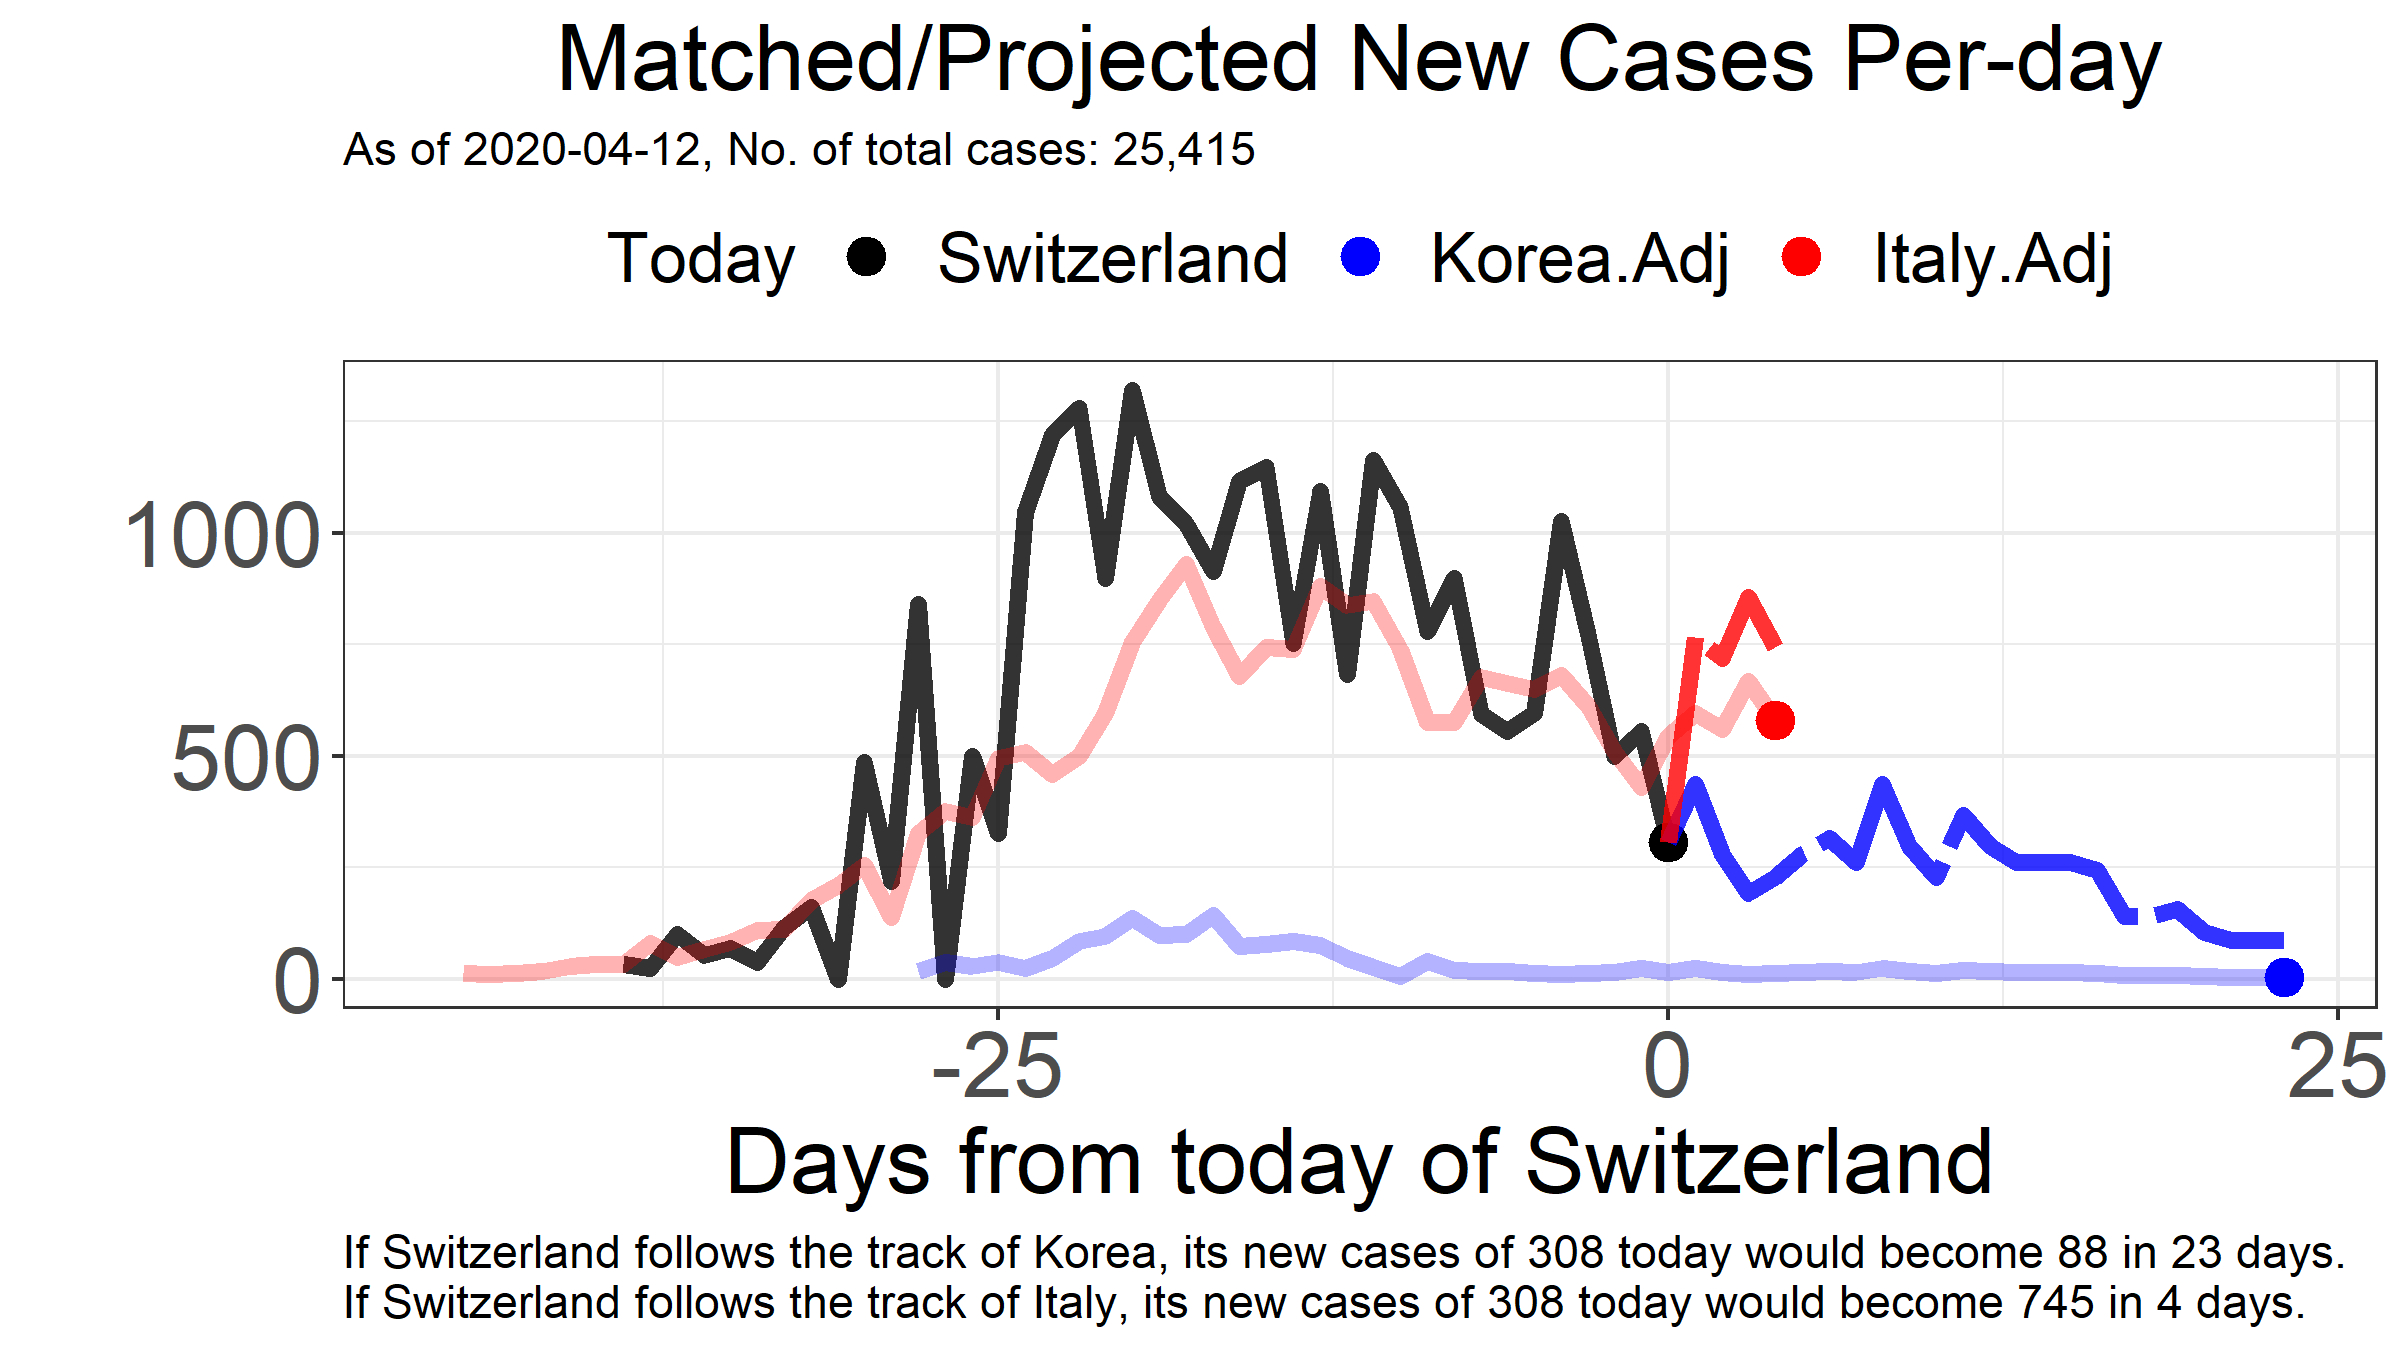 Matched/Projected New Cases Per-day
As of 2020-04-12, No. of total cases: 25,415
Today Switzerland Korea.Adj Italy.Adj
1000
500
0
-25 0 25
Days from today of Switzerland
If Switzerland follows the track of Korea, its new cases of 308 today would become 88 in 23 days.
If Switzerland follows the track of Italy, its new cases of 308 today would become 745 in 4 days.